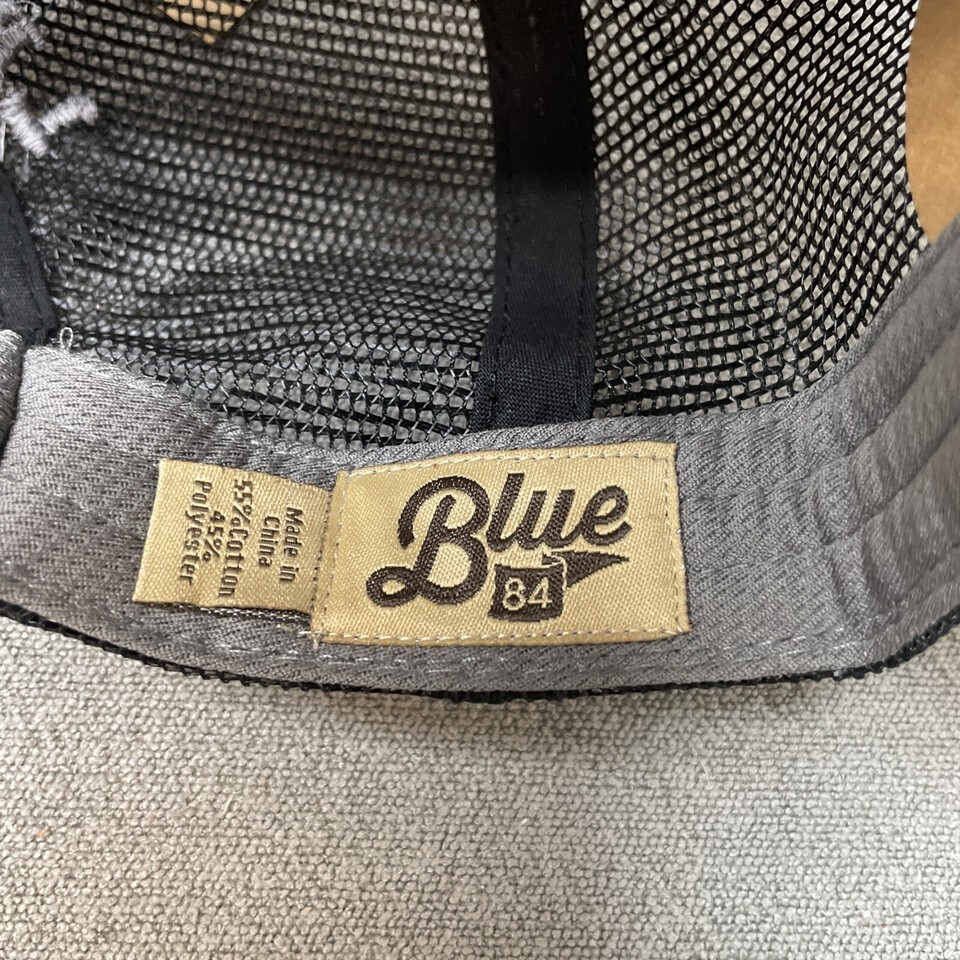 Made in
China
55%Cotton
45%
Polyester
Blue
84